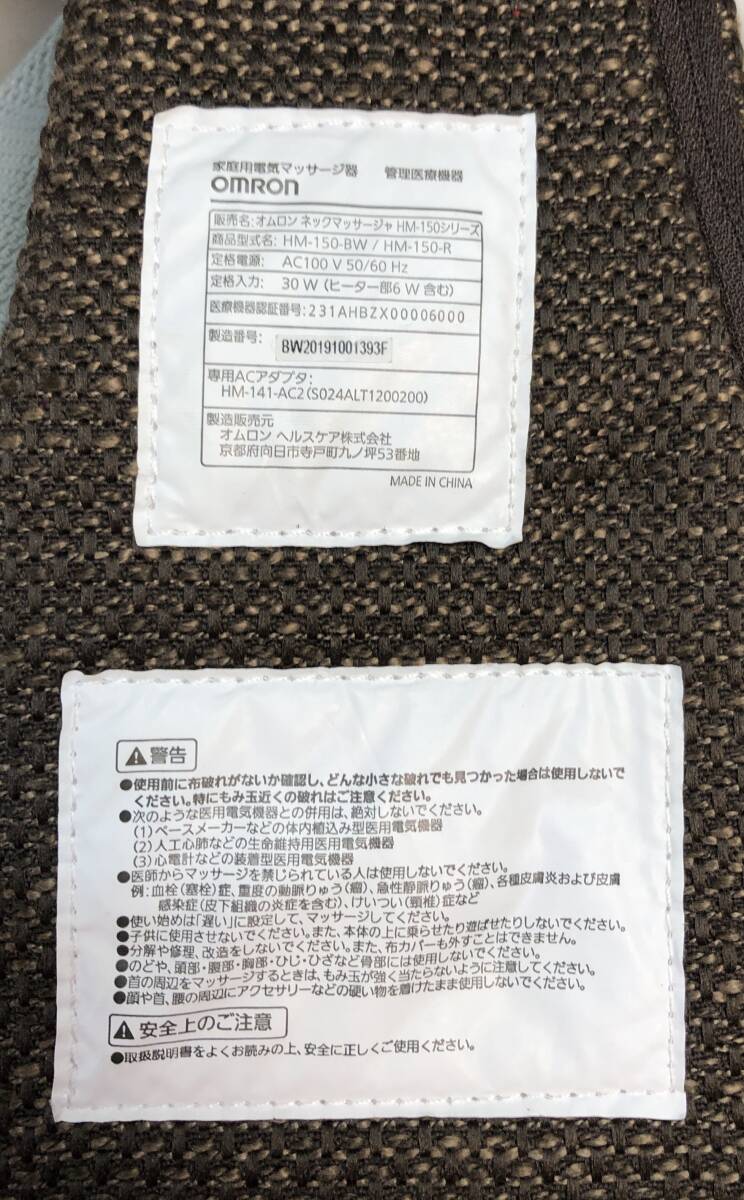 家庭用電気マッサージ器 管理医療機器
OMRON
販売名:オムロン ネックマッサージャ HM-150シリーズ
商品型式名: HM-150-BW / HM-150-R
定格電源: AC100 V 50/60 Hz
定格入力: 30 W (ヒーター部6 W 含む)
医療機器認証番号:231AHBZX00006000
製造番号: BW20191001393F
専用ACアダプタ:
HM-141-AC2(S024ALT1200200)
製造販売元
オムロン ヘルスケア株式会社
京都府向日市寺戸町九ノ坪53番地
MADE IN CHINA
警告
●使用前に布破れがないか確認し、どんな小さな破れでも見つかった場合は使用しないで
ください。特にもみ玉近くの破れはご注意ください。
●次のような医用電気機器との併用は、絶対しないでください。
(1)ペースメーカーなどの体内植込み型医用電気機器
(2)人工心肺などの生命維持用医用電気機器
(3)心電計などの装着型医用電気機器
●医師からマッサージを禁じられている人は使用しないでください。
例:血栓(塞栓)症、重度の動脈りゅう(瘤)、急性静脈りゅう(瘤)、各種皮膚炎および皮膚
感染症(皮下組織の炎症を含む)、けいつい(頸椎)症など
●使い始めは「遅い」に設定して、マッサージしてください。
●子供に使用させないでください。また、本体の上に乗らせたり遊ばせたりしないでください。
●分解や修理、改造をしないでください。また、布カバーも外すことはできません。
●のどや、頭部・腹部・胸部・ひじ・ひざなど骨部には使用しないでください。
●首の周辺をマッサージするときは、もみ玉が強く当たらないように注意してください。
●顔や首、腰の周辺にアクセサリーなどの硬い物を着けたまま使用しないでください。
安全上のご注意
●取扱説明書をよくお読みの上、安全に正しくご使用ください。